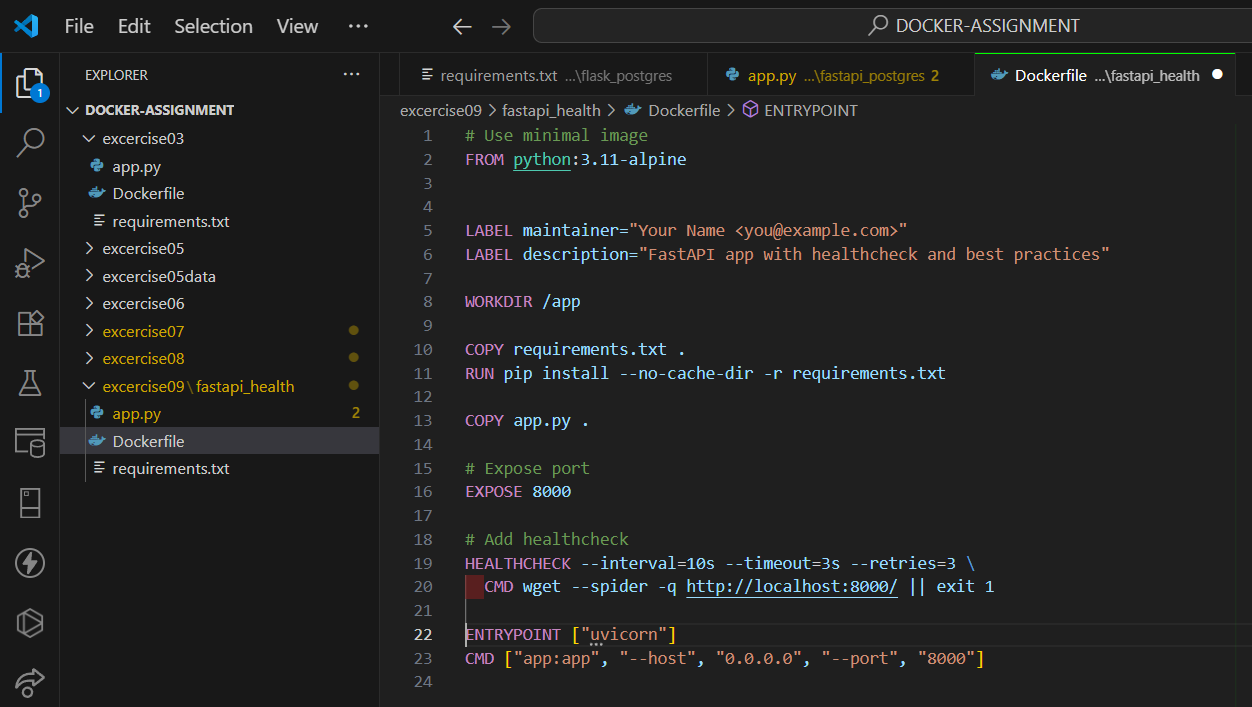 File Edit Selection View ··· DOCKER-ASSIGNMENT
EXPLORER ···
1
DOCKER-ASSIGNMENT
excercise03
app.py
Dockerfile
requirements.txt
excercise05
excercise05data
excercise06
excercise07
excercise08
excercise09\fastapi_health
app.py 2
Dockerfile
requirements.txt
requirements.txt ...\flask_postgres app.py ...\fastapi_postgres 2 Dockerfile ...\fastapi_health
excercise09 > fastapi_health > Dockerfile > ENTRYPOINT
1 # Use minimal image
2 FROM python:3.11-alpine
3
4
5 LABEL maintainer="Your Name <you@example.com>"
6 LABEL description="FastAPI app with healthcheck and best practices"
7
8 WORKDIR /app
9
10 COPY requirements.txt .
11 RUN pip install --no-cache-dir -r requirements.txt
12
13 COPY app.py .
14
15 # Expose port
16 EXPOSE 8000
17
18 # Add healthcheck
19 HEALTHCHECK --interval=10s --timeout=3s --retries=3 \
20 CMD wget --spider -q http://localhost:8000/ || exit 1
21
22 ENTRYPOINT ["uvicorn"]
23 CMD ["app:app", "--host", "0.0.0.0", "--port", "8000"]
24